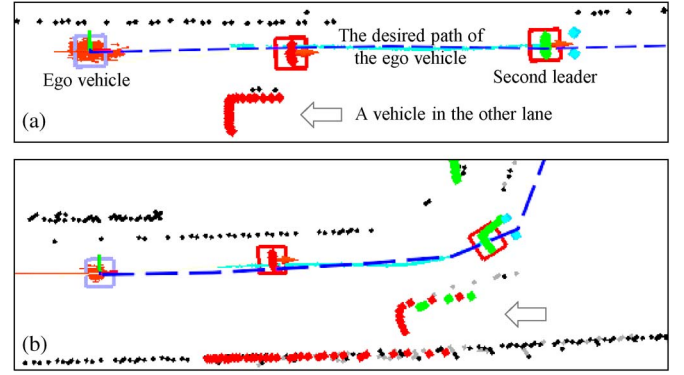 The desired path of
the ego vehicle
Ego vehicle
Second leader
(a)
A vehicle in the other lane
(b)